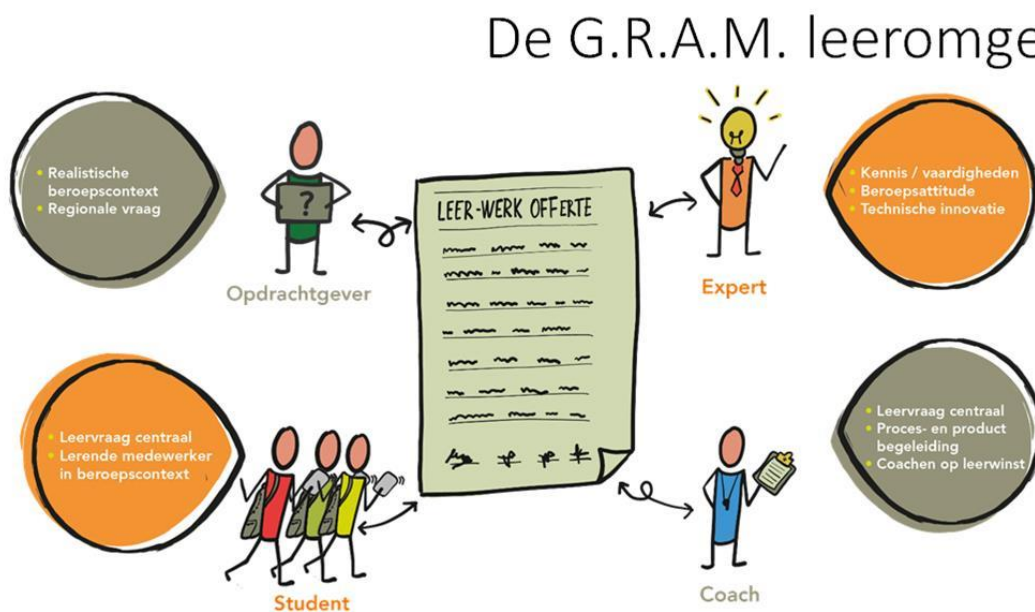 De G.R.A.M. leeromge
• Realistische
beroepscontext
• Regionale vraag
Opdrachtgever
?
LEER-WERK OFFERTE
Expert
• Kennis / vaardigheden
• Beroepsattitude
• Technische innovatie
• Leervraag centraal
• Lerende medewerker
in beroepscontext
Student
Coach
• Leervraag centraal
• Proces- en product
begeleiding
• Coachen op leerwinst